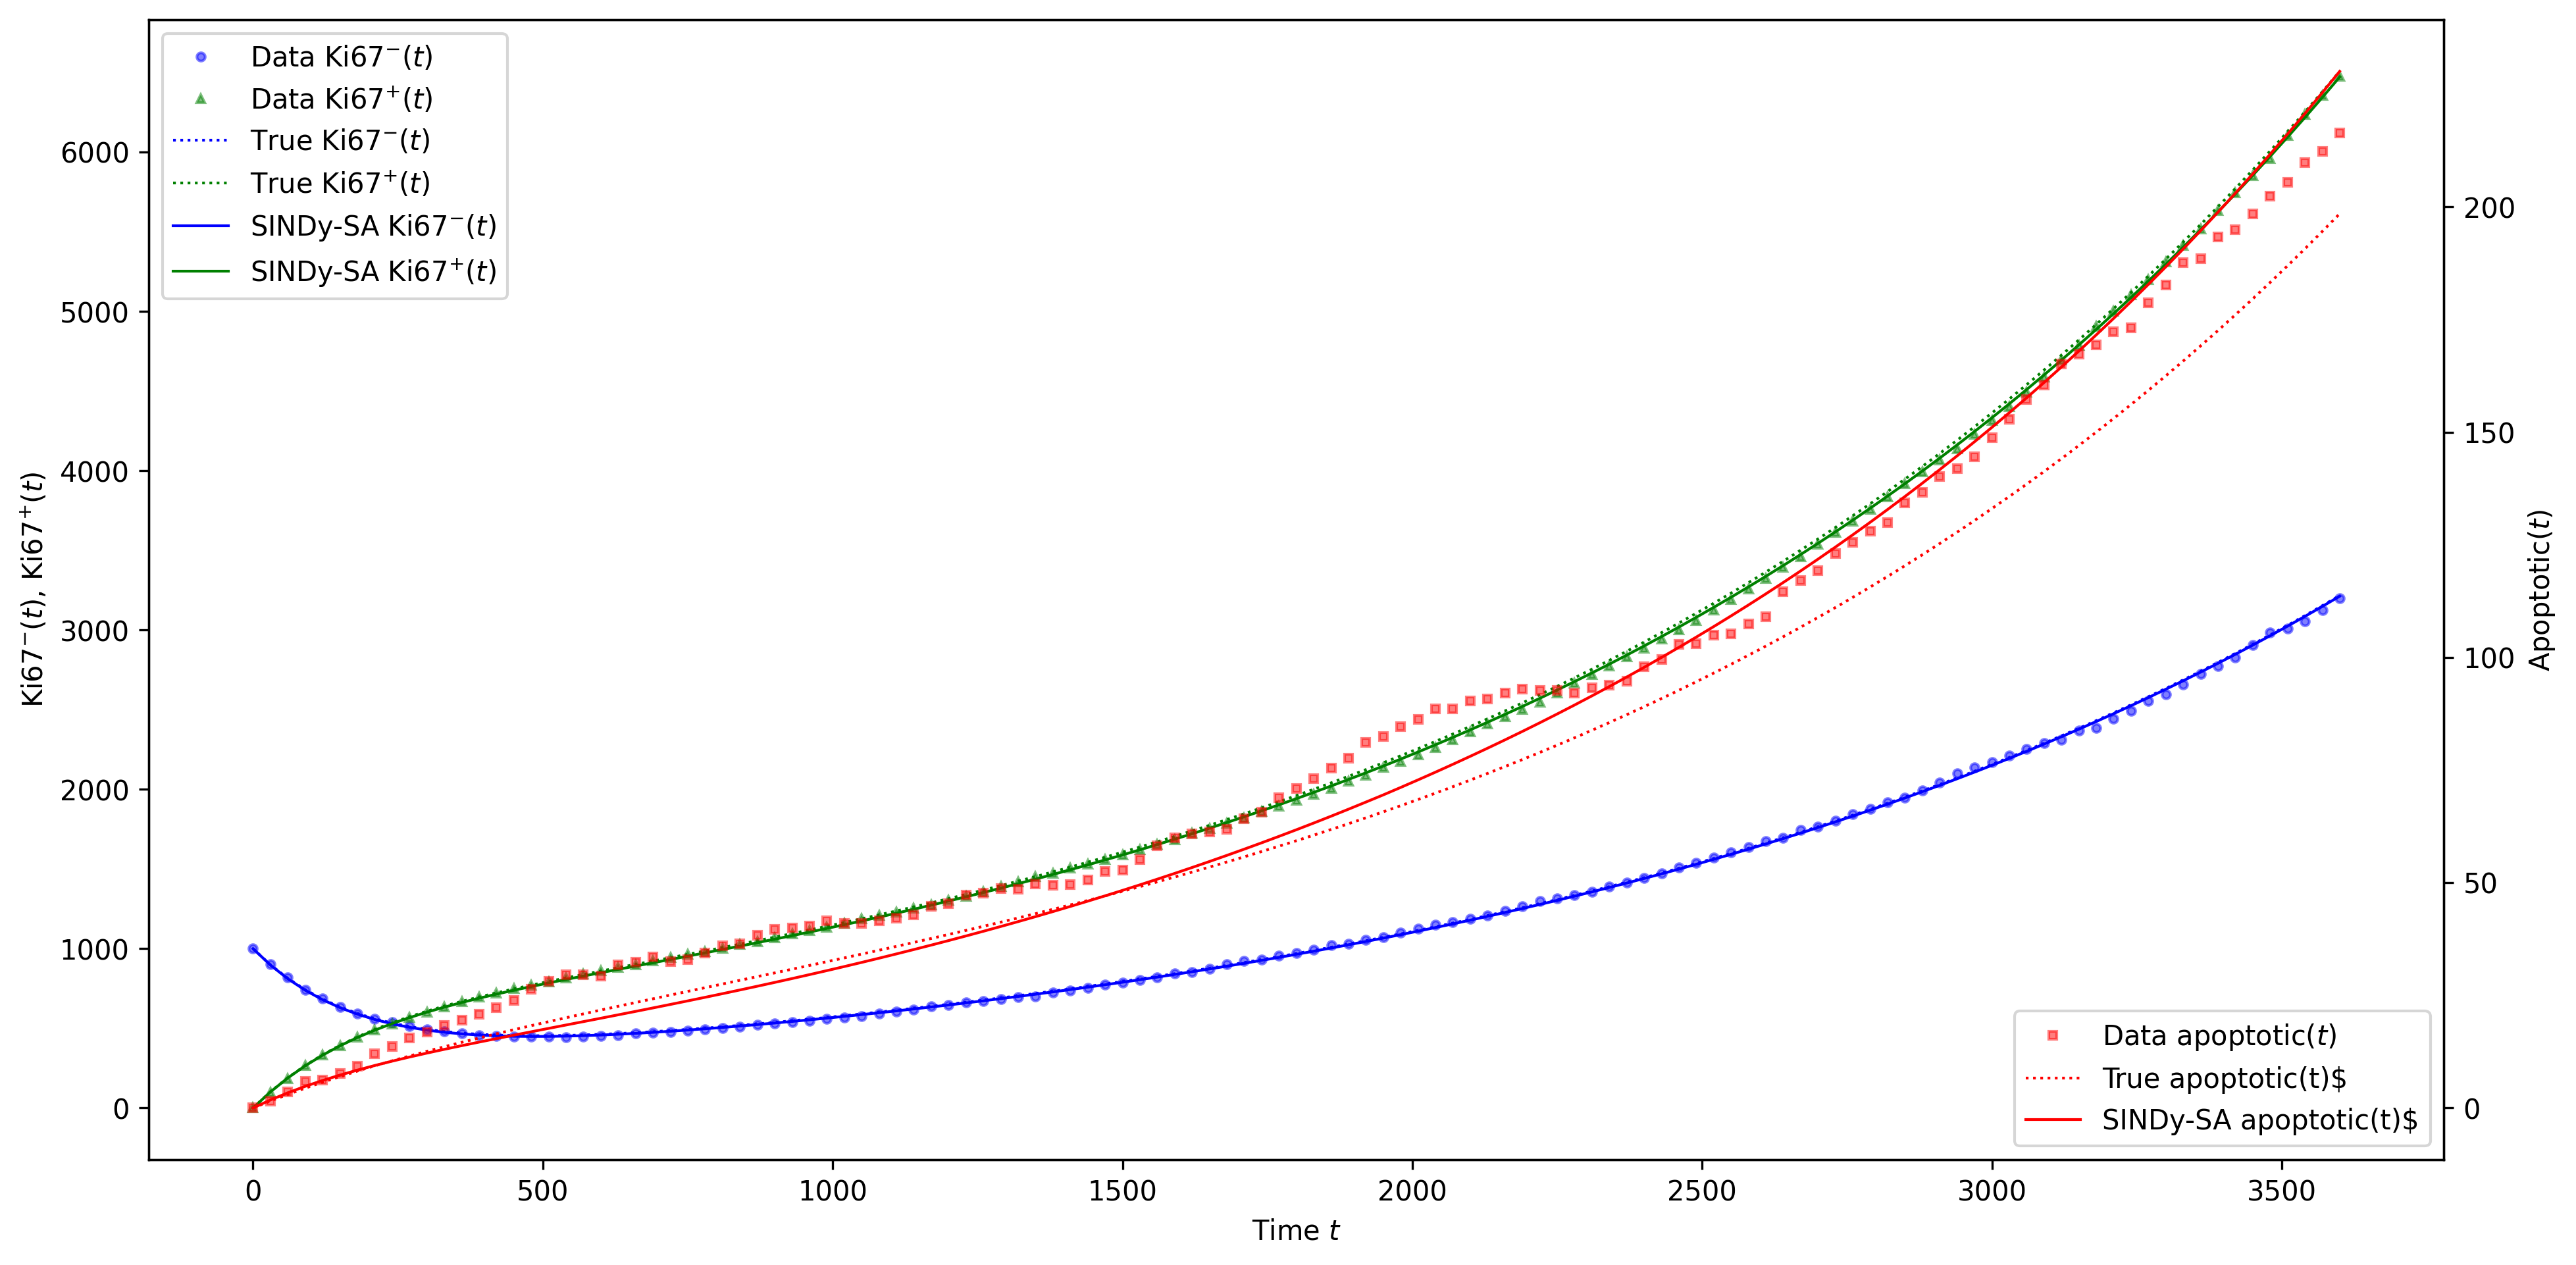 Data Ki67⁻(t)
Data Ki67⁺(t)
True Ki67⁻(t)
True Ki67⁺(t)
SINDy-SA Ki67⁻(t)
SINDy-SA Ki67⁺(t)
6000
5000
4000
3000
2000
1000
0
Ki67⁻(t), Ki67⁺(t)
200
150
100
50
0
Apoptotic(t)
Data apoptotic(t)
True apoptotic(t)$
SINDy-SA apoptotic(t)$
0 500 1000 1500 2000 2500 3000 3500
Time t